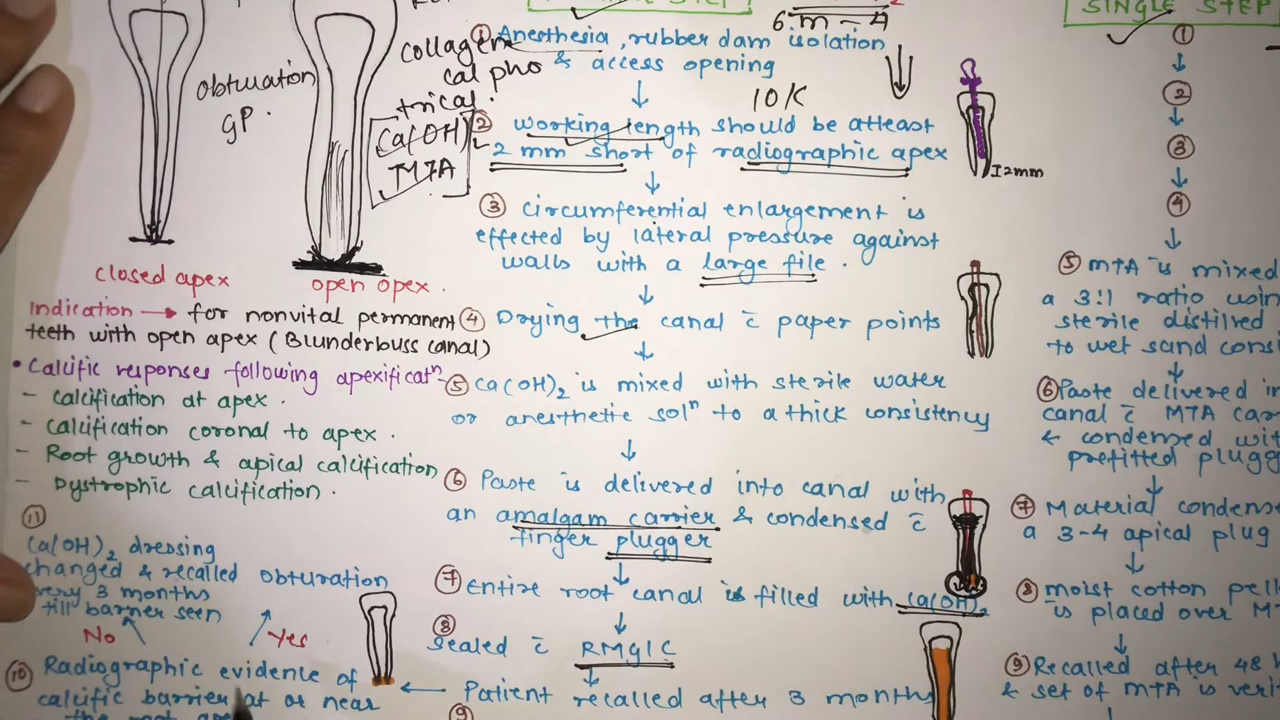 STEP
6 m - 4
① Anesthesia, rubber dam isolation
& access opening
10K
② working length should be atleast
2 mm short of radiographic apex
I 2mm
③ Circumferential enlargement is
effected by lateral pressure against
walls with a large file.
④ Drying the canal c̄ paper points
⑤ Ca(OH)₂ is mixed with sterile water
or anesthetic solⁿ to a thick consistency
⑥ Paste is delivered into canal with
an amalgam carrier & condensed c̄
finger plugger
⑦ Entire root canal is filled with Ca(OH)₂
⑧
Sealed c̄ RMGIC
Patient recalled after 3 months
⑨
obtuation
GP.
collagen
cal pho
trical.
Ca(OH)₂
MTA
closed apex
open opex.
Indication → for nonvital permanent
teeth with open apex (Blunderbuss canal)
• Calcific responses following apexificatⁿ
- calcification at apex.
- calcification coronal to apex.
- Root growth & apical calcification
- Dystrophic calcification.
⑪
Ca(OH)₂ dressing
changed & recalled
every 3 months
till barrier seen
obturation
No
Yes
⑩ Radiographic evidence of
calcific barrier at or near
SINGLE STEP
①
②
③
④
⑤ MTA is mixed
a 3:1 ratio
sterile distilled
to wet sand
⑥ Paste delivered
canal c̄ MTA
& condensed
prefitted
⑦ Material
a 3-4 apical plug
⑧ moist cotton
is placed over
⑨ Recalled after 48
& set of MTA is